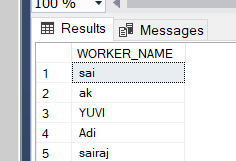 100 %
Results Messages
WORKER_NAME
1 sai
2 ak
3 YUVI
4 Adi
5 sairaj